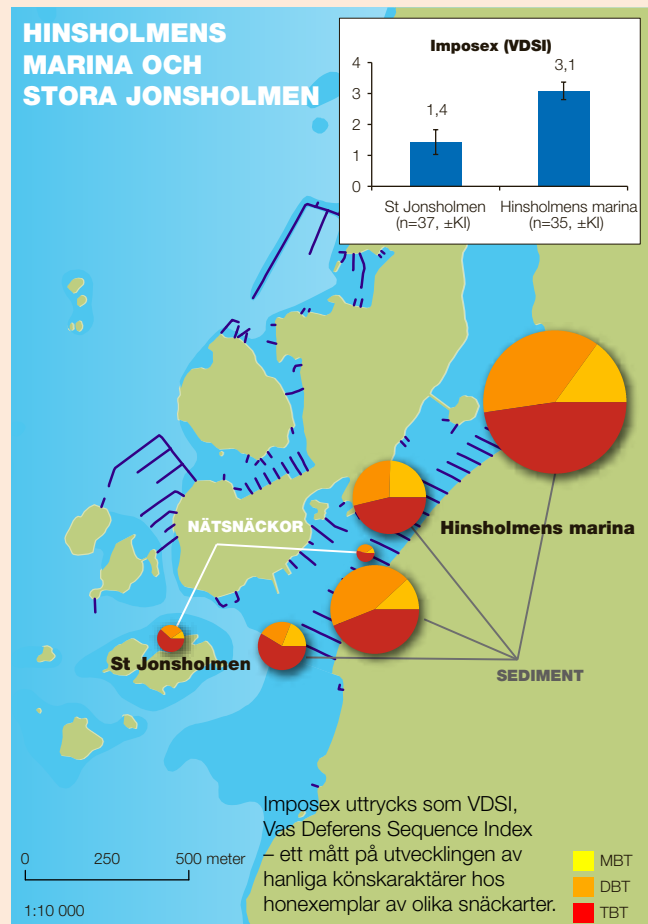 HINSHOLMENS
MARINA OCH
STORA JONSHOLMEN
Imposex (VDSI)
4
3
2
1
0
1,4
3,1
St Jonsholmen
(n=37, ±KI)
Hinsholmens marina
(n=35, ±KI)
NÄTSNÄCKOR
Hinsholmens marina
St Jonsholmen
SEDIMENT
Imposex uttrycks som VDSI,
Vas Deferens Sequence Index
– ett mått på utvecklingen av
hanliga könskaraktärer hos
honexemplar av olika snäckarter.
0 250 500 meter
1:10 000
MBT
DBT
TBT